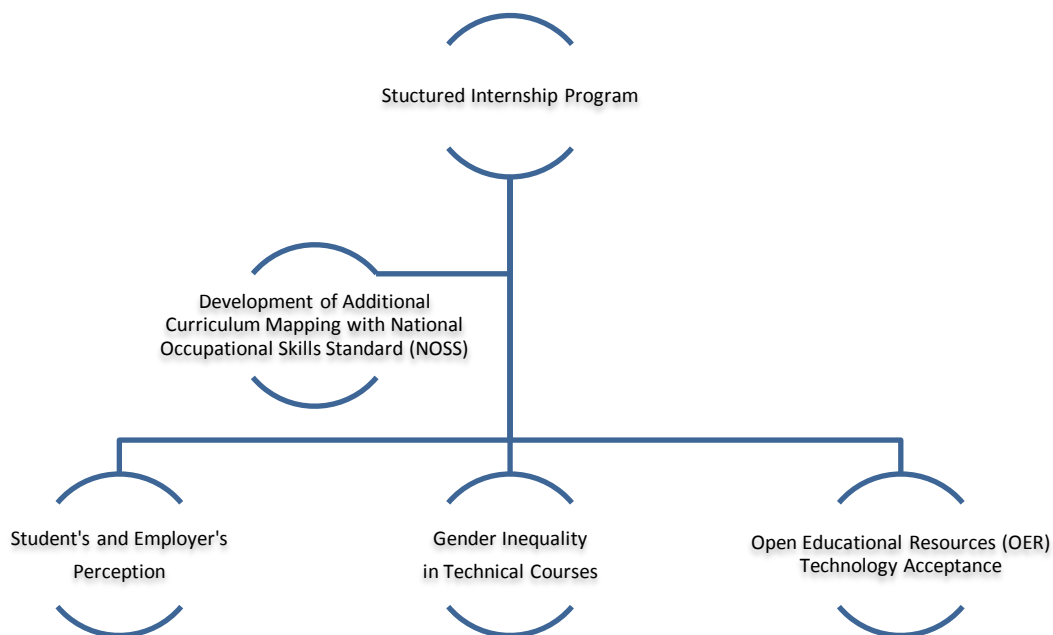 Stuctured Internship Program
Development of Additional
Curriculum Mapping with National
Occupational Skills Standard (NOSS)
Student's and Employer's
Perception
Gender Inequality
in Technical Courses
Open Educational Resources (OER)
Technology Acceptance